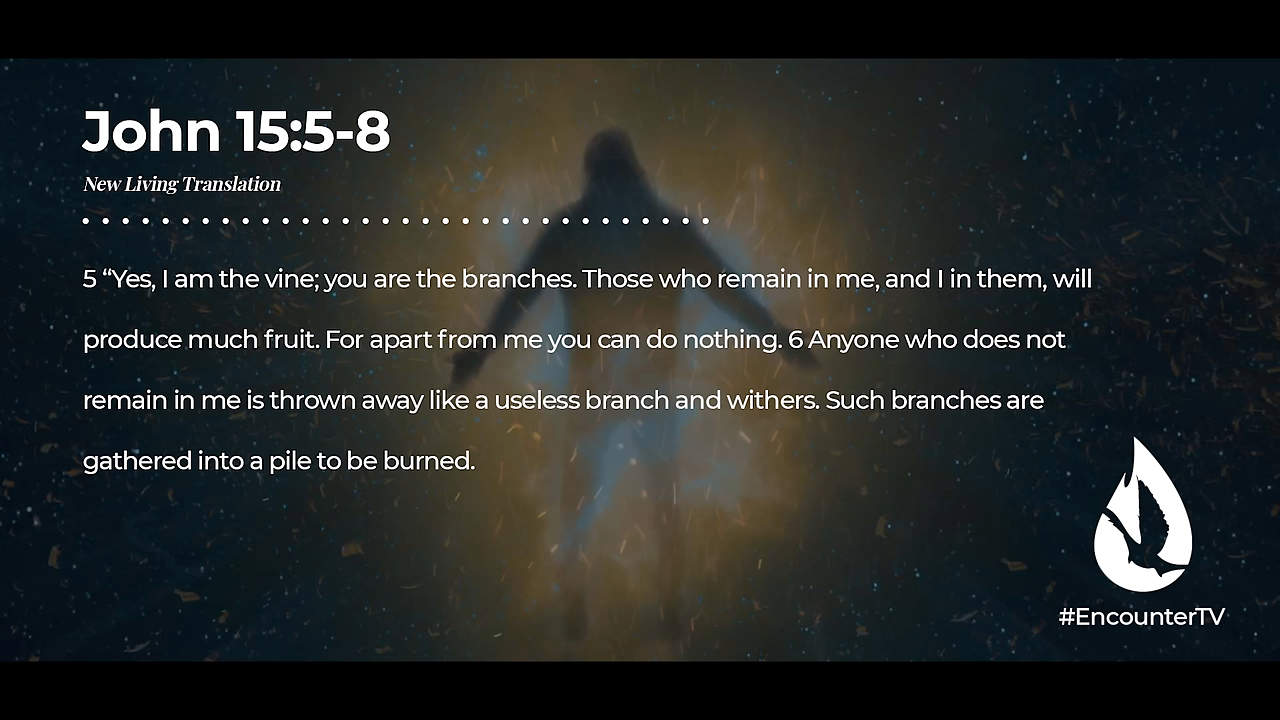 John 15:5-8
New Living Translation
5 “Yes, I am the vine; you are the branches. Those who remain in me, and I in them, will
produce much fruit. For apart from me you can do nothing. 6 Anyone who does not
remain in me is thrown away like a useless branch and withers. Such branches are
gathered into a pile to be burned.
#EncounterTV